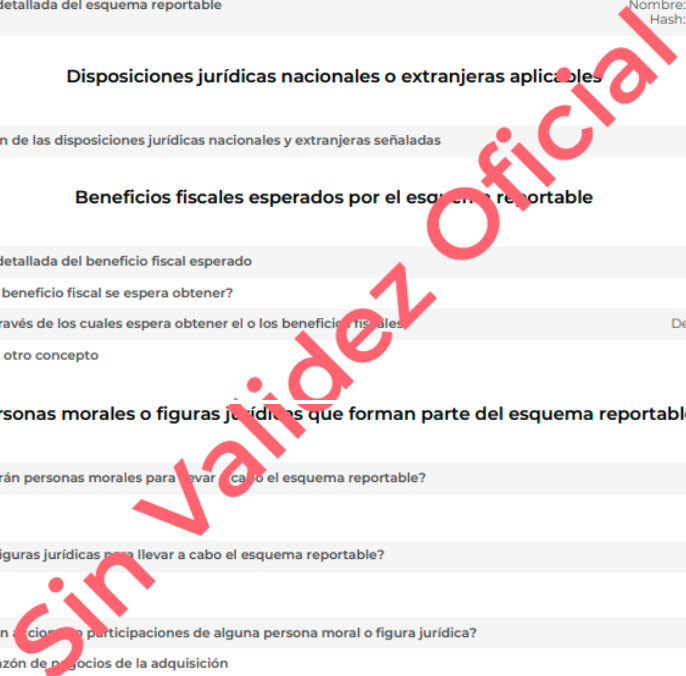 detallada del esquema reportable
Nombre:
Hash:
Disposiciones jurídicas nacionales o extranjeras aplicables
n de las disposiciones jurídicas nacionales y extranjeras señaladas
Beneficios fiscales esperados por el esquema reportable
detallada del beneficio fiscal esperado
beneficio fiscal se espera obtener?
ravés de los cuales espera obtener el o los beneficios fiscales
De
otro concepto
rsonas morales o figuras jurídicas que forman parte del esquema reportable
rán personas morales para llevar a cabo el esquema reportable?
iguras jurídicas para llevar a cabo el esquema reportable?
n acciones o participaciones de alguna persona moral o figura jurídica?
azón de negocios de la adquisición
Sin Validez Oficial